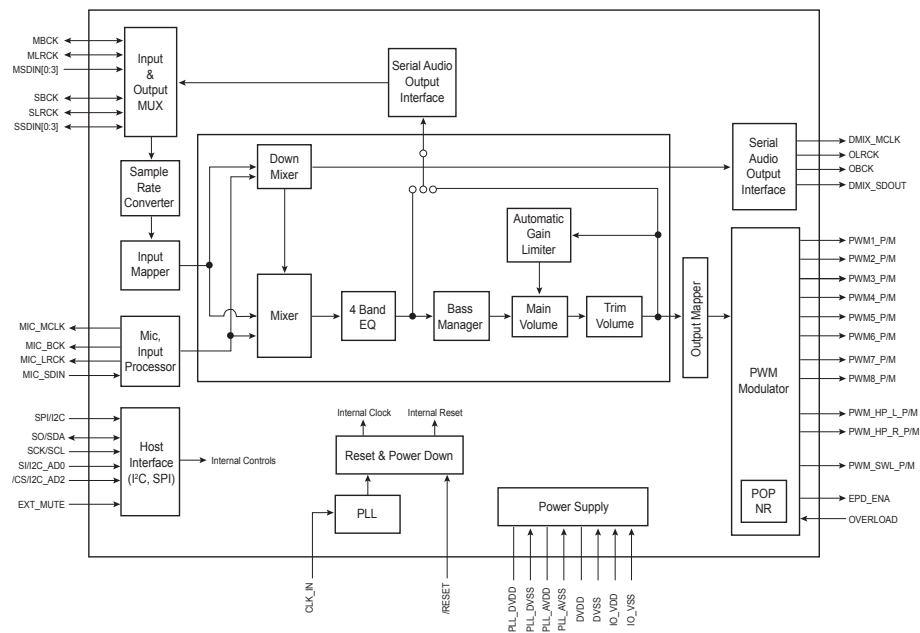 MBCK
MLRCK
MSDIN[0:3]
SBCK
SLRCK
SSDIN[0:3]
Input
&
Output
MUX
Serial Audio
Output
Interface
Sample
Rate
Converter
Input
Mapper
Down
Mixer
Mixer
4 Band
EQ
Bass
Manager
Automatic
Gain
Limiter
Main
Volume
Trim
Volume
Output Mapper
Serial
Audio
Output
Interface
DMIX_MCLK
OLRCK
OBCK
DMIX_SDOUT
PWM
Modulator
POP
NR
PWM1_P/M
PWM2_P/M
PWM3_P/M
PWM4_P/M
PWM5_P/M
PWM6_P/M
PWM7_P/M
PWM8_P/M
PWM_HP_L_P/M
PWM_HP_R_P/M
PWM_SWL_P/M
EPD_ENA
OVERLOAD
MIC_MCLK
MIC_BCK
MIC_LRCK
MIC_SDIN
Mic,
Input
Processor
SPI/I2C
SO/SDA
SCK/SCL
SI/I2C_AD0
/CS/I2C_AD2
EXT_MUTE
Host
Interface
(I²C, SPI)
Internal Controls
Internal Clock
Internal Reset
Reset & Power Down
PLL
CLK_IN
/RESET
Power Supply
PLL_DVDD
PLL_DVSS
PLL_AVDD
PLL_AVSS
DVDD
DVSS
IO_VDD
IO_VSS